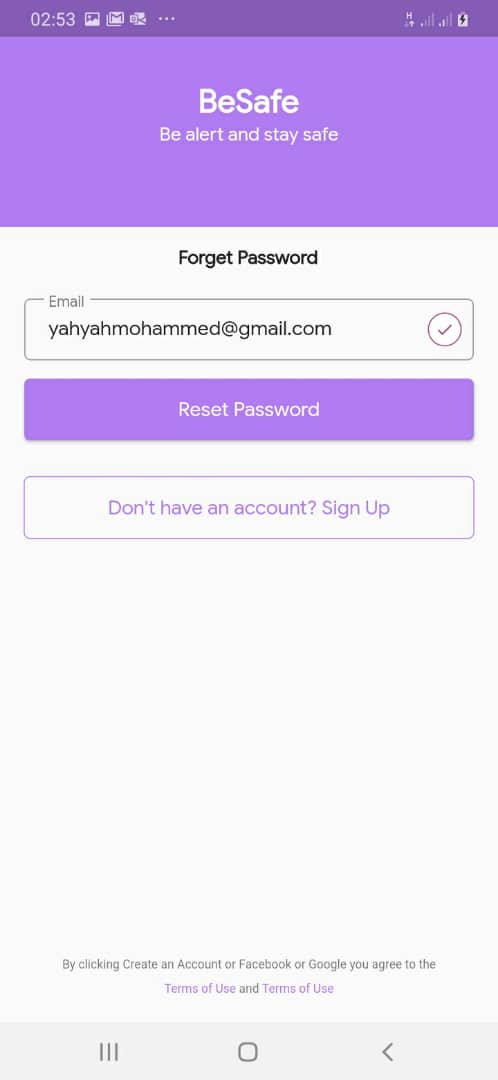 02:53
H
BeSafe
Be alert and stay safe
Forget Password
Email
yahyahmohammed@gmail.com
Reset Password
Don't have an account? Sign Up
By clicking Create an Account or Facebook or Google you agree to the
Terms of Use and Terms of Use